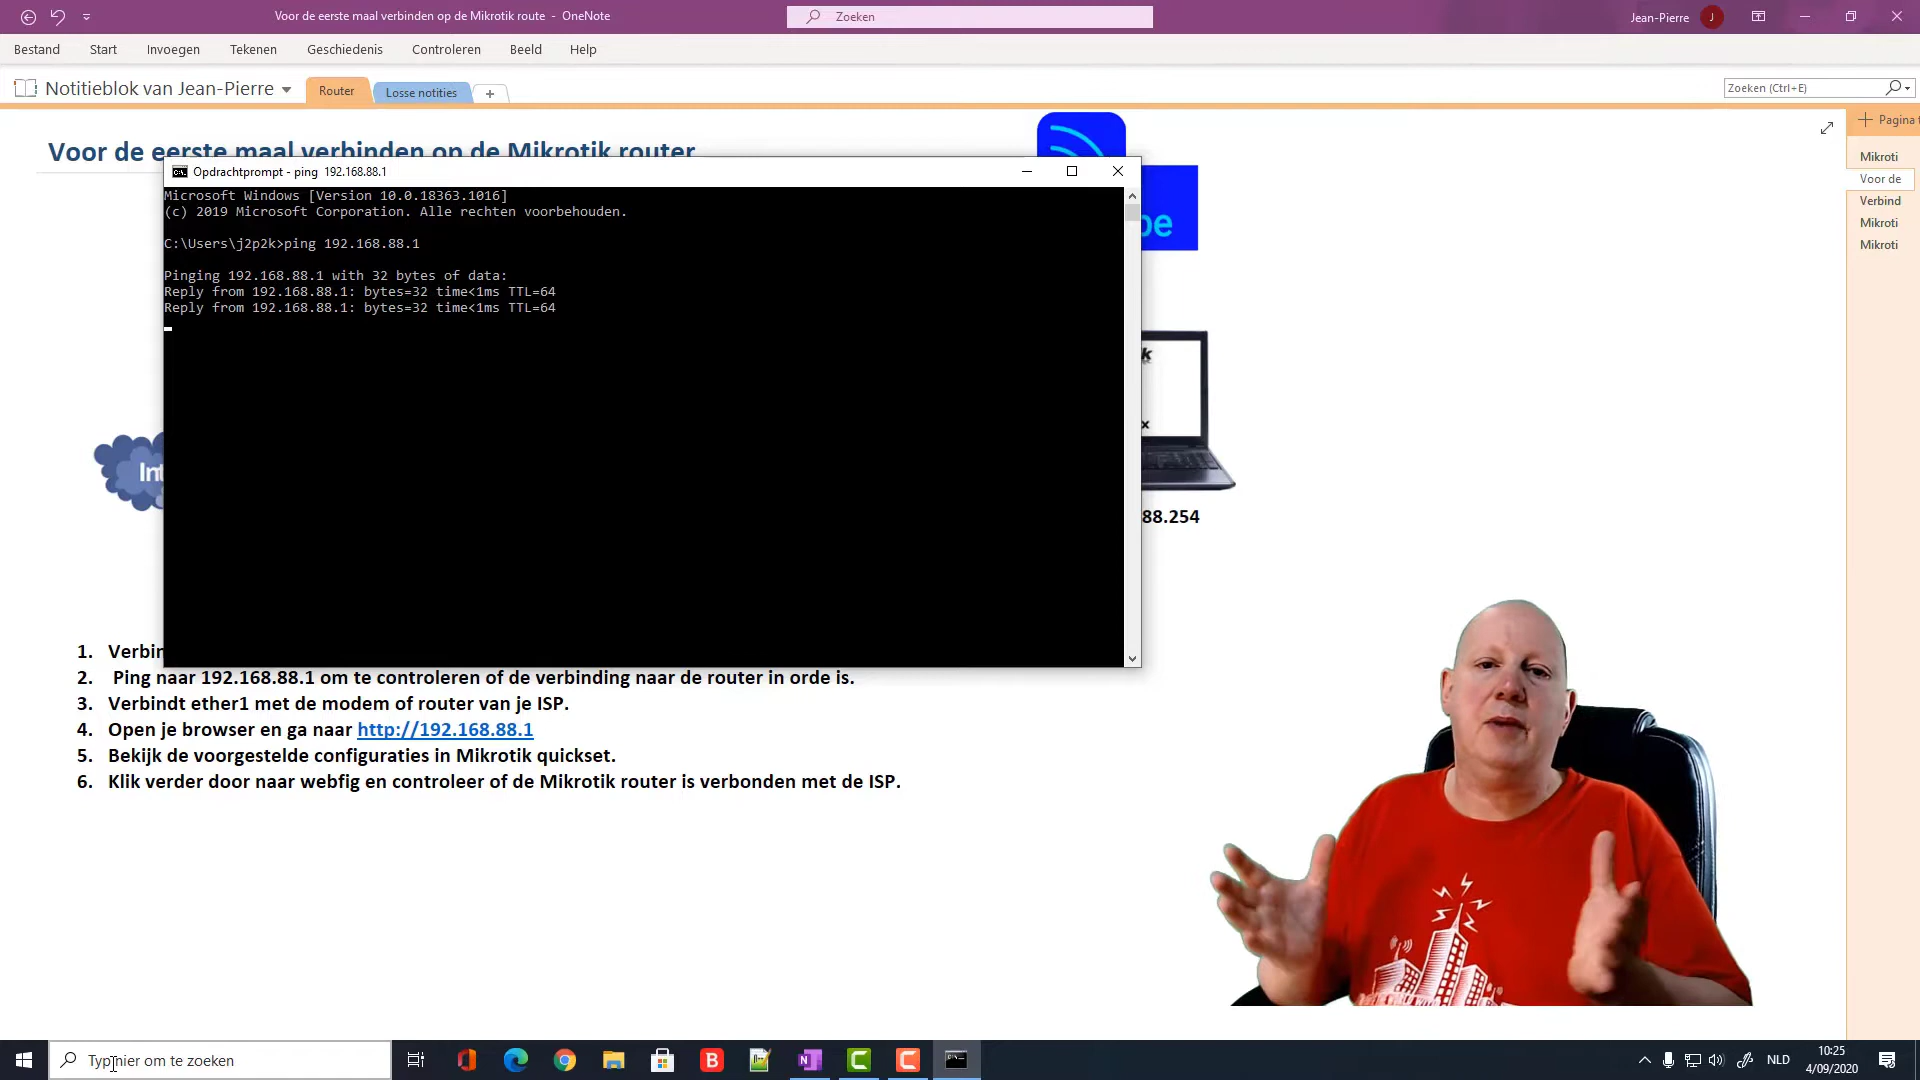 Voor de eerste maal verbinden op de Mikrotik route - OneNote
Zoeken
Jean-Pierre
J
Bestand
Start
Invoegen
Tekenen
Geschiedenis
Controleren
Beeld
Help
Notitieblok van Jean-Pierre
Router
Losse notities
Zoeken (Ctrl+E)
Pagina t
Voor de eerste maal verbinden op de Mikrotik router
Mikroti
Voor de
Verbind
Mikroti
Mikroti
Opdrachtprompt - ping 192.168.88.1
Microsoft Windows [Version 10.0.18363.1016]
(c) 2019 Microsoft Corporation. Alle rechten voorbehouden.
C:\Users\j2p2k>ping 192.168.88.1
Pinging 192.168.88.1 with 32 bytes of data:
Reply from 192.168.88.1: bytes=32 time<1ms TTL=64
Reply from 192.168.88.1: bytes=32 time<1ms TTL=64
be
k
x
Int
88.254
1. Verbin
2. Ping naar 192.168.88.1 om te controleren of de verbinding naar de router in orde is.
3. Verbindt ether1 met de modem of router van je ISP.
4. Open je browser en ga naar http://192.168.88.1
5. Bekijk de voorgestelde configuraties in Mikrotik quickset.
6. Klik verder door naar webfig en controleer of de Mikrotik router is verbonden met de ISP.
Typ hier om te zoeken
NLD
10:25
4/09/2020